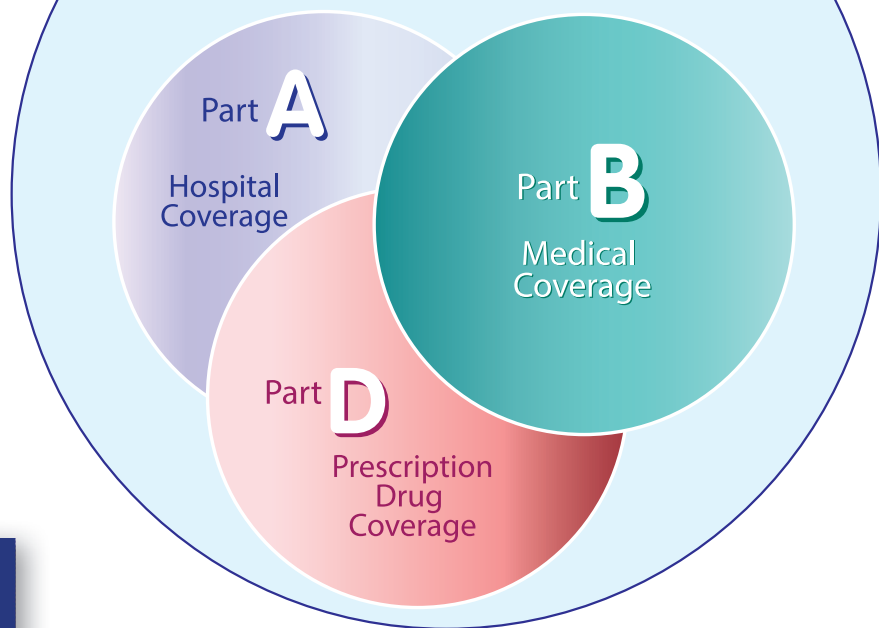 Part A
Hospital
Coverage
Part B
Medical
Coverage
Part D
Prescription
Drug
Coverage